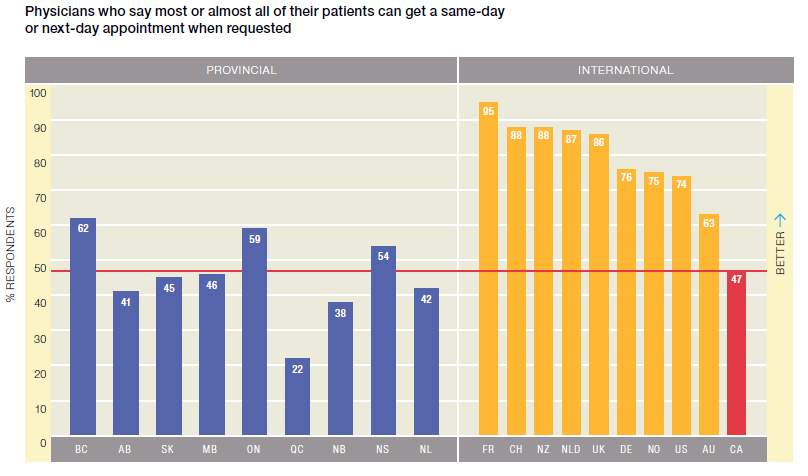 Physicians who say most or almost all of their patients can get a same-day
or next-day appointment when requested
PROVINCIAL INTERNATIONAL
100
90
80
70
60
50
40
30
20
10
0
% RESPONDENTS
62 41 45 46 59 22 38 54 42
95 88 88 87 86 76 75 74 63 47
BETTER
BC AB SK MB ON QC NB NS NL FR CH NZ NLD UK DE NO US AU CA